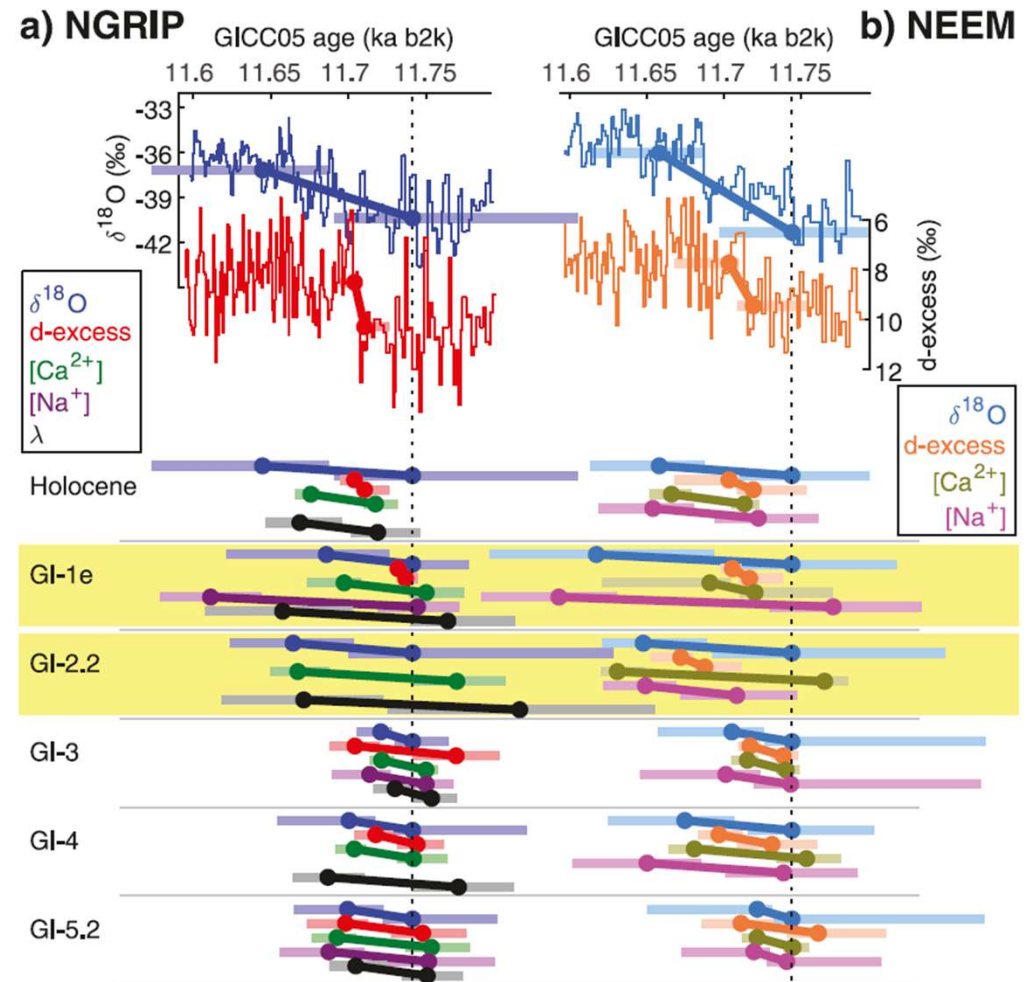 a) NGRIP
GICC05 age (ka b2k)
11.6 11.65 11.7 11.75
-33
-36
-39
-42
δ¹⁸O (‰)
GICC05 age (ka b2k)
b) NEEM
11.6 11.65 11.7 11.75
6
8
10
12
d-excess (‰)
δ¹⁸O
d-excess
[Ca²⁺]
[Na⁺]
λ
δ¹⁸O
d-excess
[Ca²⁺]
[Na⁺]
Holocene
GI-1e
GI-2.2
GI-3
GI-4
GI-5.2